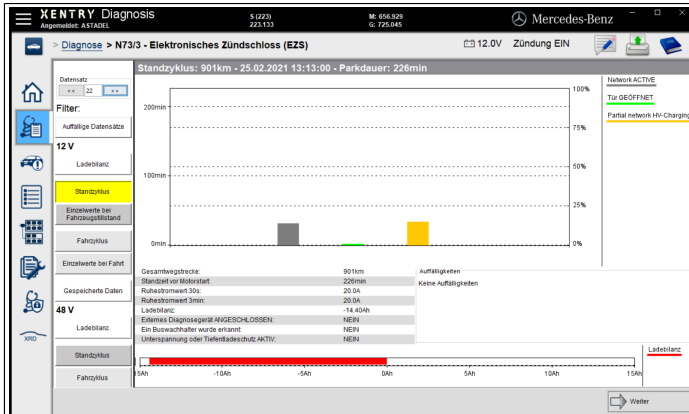 XENTRY Diagnosis
Angemeldet: ASTADEL
S (223)
223.133
M: 656.929
G: 725.045
Mercedes-Benz
> Diagnose > N73/3 - Elektronisches Zündschloss (EZS)
12.0V
Zündung EIN
Standzyklus: 901km - 25.02.2021 13:13:00 - Parkdauer: 226min
Datensatz
<< 22 >>
Filter:
Auffällige Datensätze
12 V
Ladebilanz
Standzyklus
Einzelwerte bei
Fahrzeugstillstand
Fahrzyklus
Einzelwerte bei Fahrt
Gespeicherte Daten
48 V
Ladebilanz
Standzyklus
Fahrzyklus
XRD
200min
100min
0min
100%
75%
50%
25%
0%
Network ACTIVE
Tür GEÖFFNET
Partial network HV-Charging
Gesamtwegstrecke: 901km
Standzeit vor Motorstart: 226min
Ruhestromwert 30s: 20.0A
Ruhestromwert 3min: 20.0A
Ladebilanz: -14.40Ah
Externes Diagnosegerät ANGESCHLOSSEN: NEIN
Ein Buswachhalter wurde erkannt: NEIN
Unterspannung oder Tiefentladeschutz AKTIV: NEIN
Auffälligkeiten
Keine Auffälligkeiten
Ladebilanz
15Ah -10Ah -5Ah 0Ah 5Ah 10Ah 15Ah
Weiter